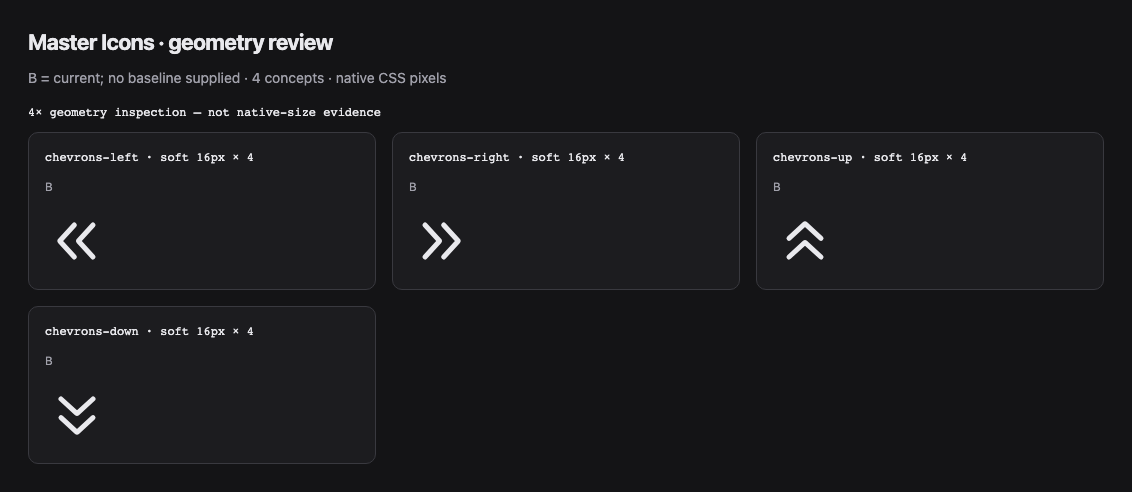 Master Icons · geometry review
B = current; no baseline supplied · 4 concepts · native CSS pixels
4× geometry inspection — not native-size evidence
chevrons-left · soft 16px × 4
B
chevrons-right · soft 16px × 4
B
chevrons-up · soft 16px × 4
B
chevrons-down · soft 16px × 4
B